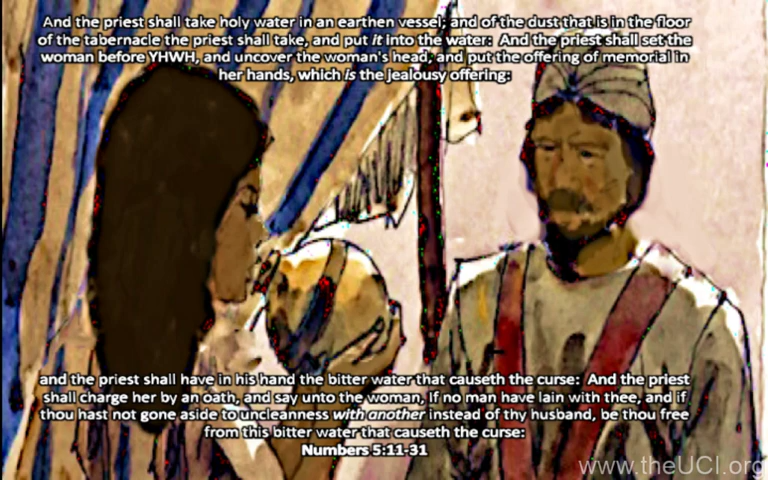 And the priest shall take holy water in an earthen vessel; and of the dust that is in the floor
of the tabernacle the priest shall take, and put it into the water: And the priest shall set the
woman before YHWH, and uncover the woman's head, and put the offering of memorial in
her hands, which is the jealousy offering:
and the priest shall have in his hand the bitter water that causeth the curse: And the priest
shall charge her by an oath, and say unto the woman, If no man have lain with thee, and if
thou hast not gone aside to uncleanness with another instead of thy husband, be thou free
from this bitter water that causeth the curse:
Numbers 5:11-31
www.theUCI.org